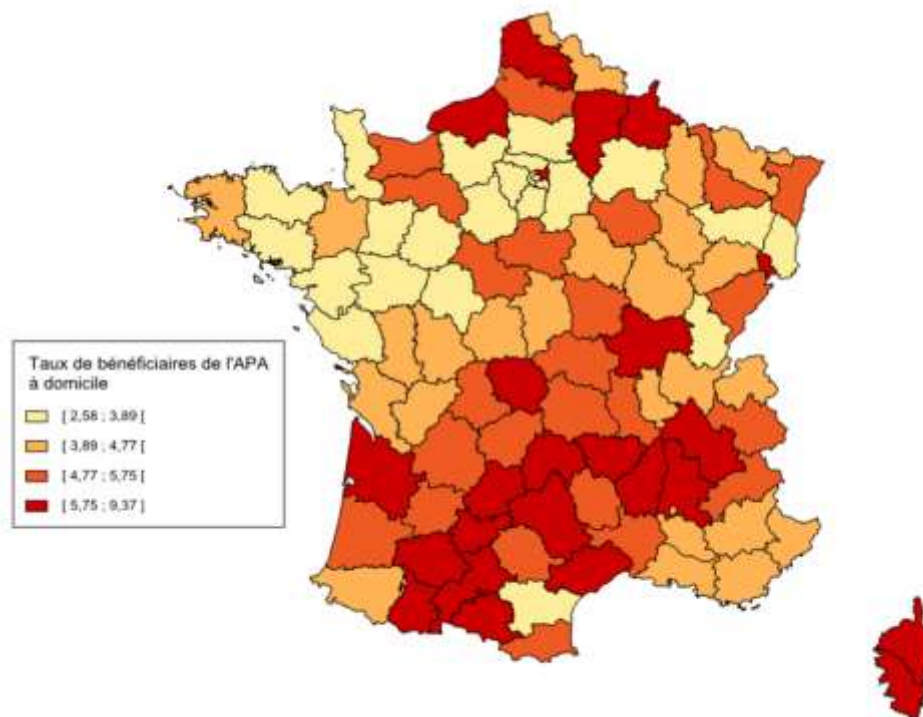 Taux de bénéficiaires de l'APA
à domicile
[ 2,58 ; 3,89 [
[ 3,89 ; 4,77 [
[ 4,77 ; 5,75 [
[ 5,75 ; 9,37 ]